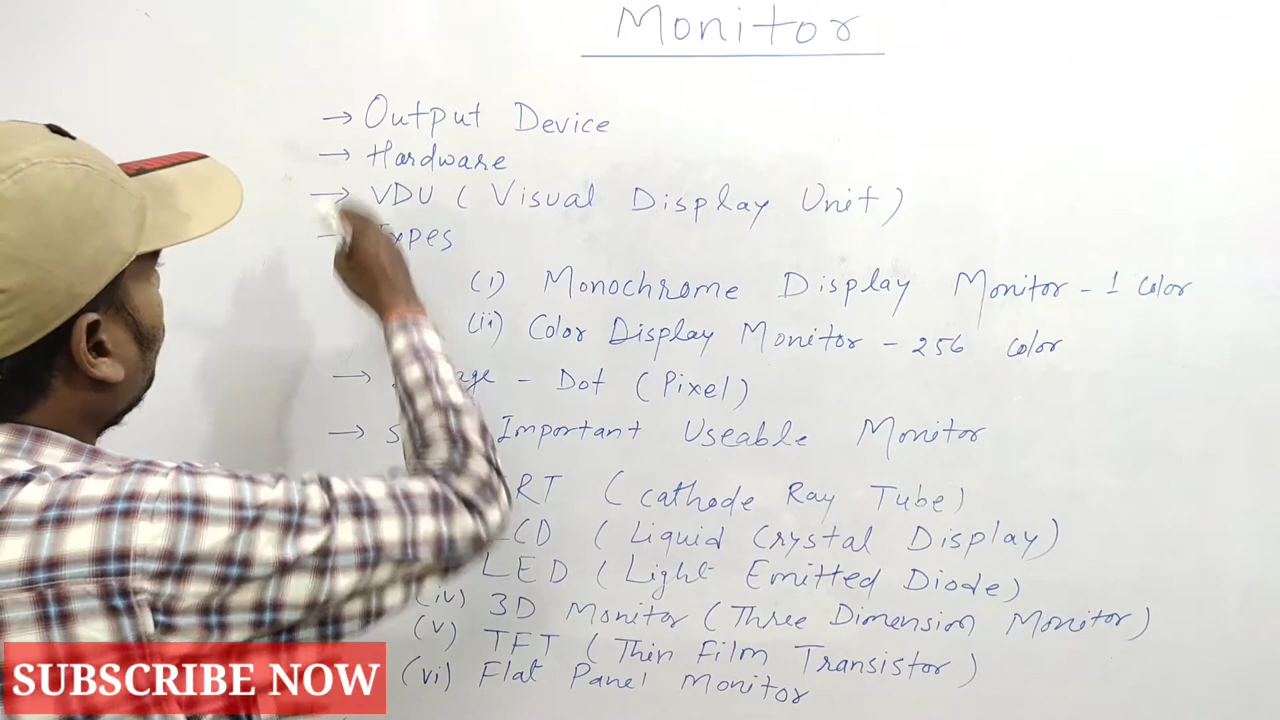 Monitor
→ Output Device
→ Hardware
→ VDU ( Visual Display Unit )
Types
(i) Monochrome Display Monitor - 1 Color
(ii) Color Display Monitor - 256 Color
→ - Dot ( Pixel )
→ Important Useable Monitor
( Cathode Ray Tube )
( Liquid Crystal Display )
LED ( Light Emitted Diode )
(iv) 3D Monitor ( Three Dimension Monitor )
(v) TFT ( Thin Film Transistor )
(vi) Flat Panel Monitor
SUBSCRIBE NOW